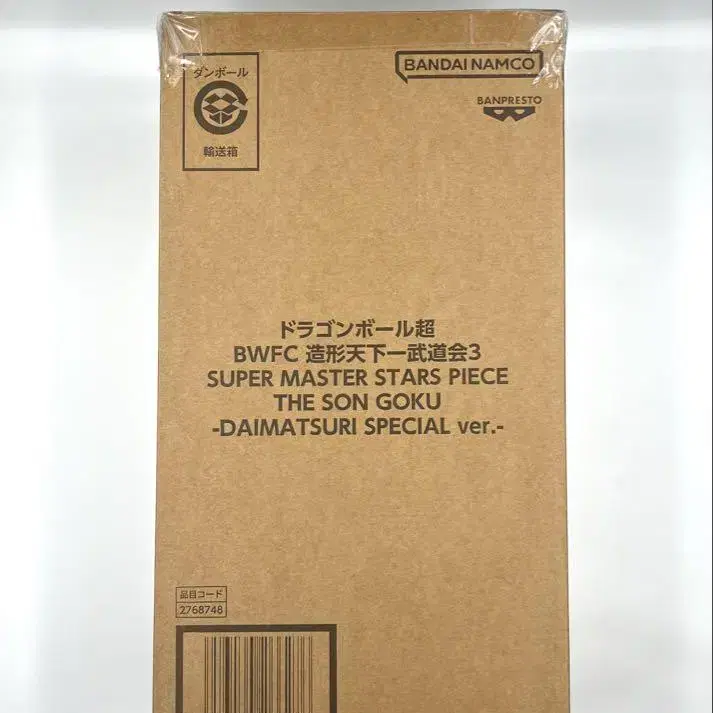 ダンボール
輸送箱
BANDAI NAMCO
BANPRESTO
ドラゴンボール超
BWFC 造形天下一武道会3
SUPER MASTER STARS PIECE
THE SON GOKU
-DAIMATSURI SPECIAL ver.-
品目コード
2768748